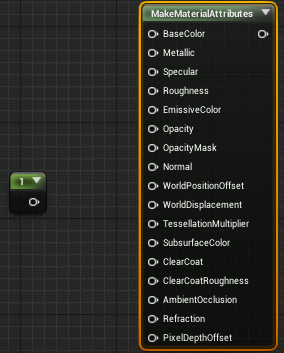 MakeMaterialAttributes
BaseColor
Metallic
Specular
Roughness
EmissiveColor
Opacity
OpacityMask
Normal
1
WorldPositionOffset
WorldDisplacement
TessellationMultiplier
SubsurfaceColor
ClearCoat
ClearCoatRoughness
AmbientOcclusion
Refraction
PixelDepthOffset